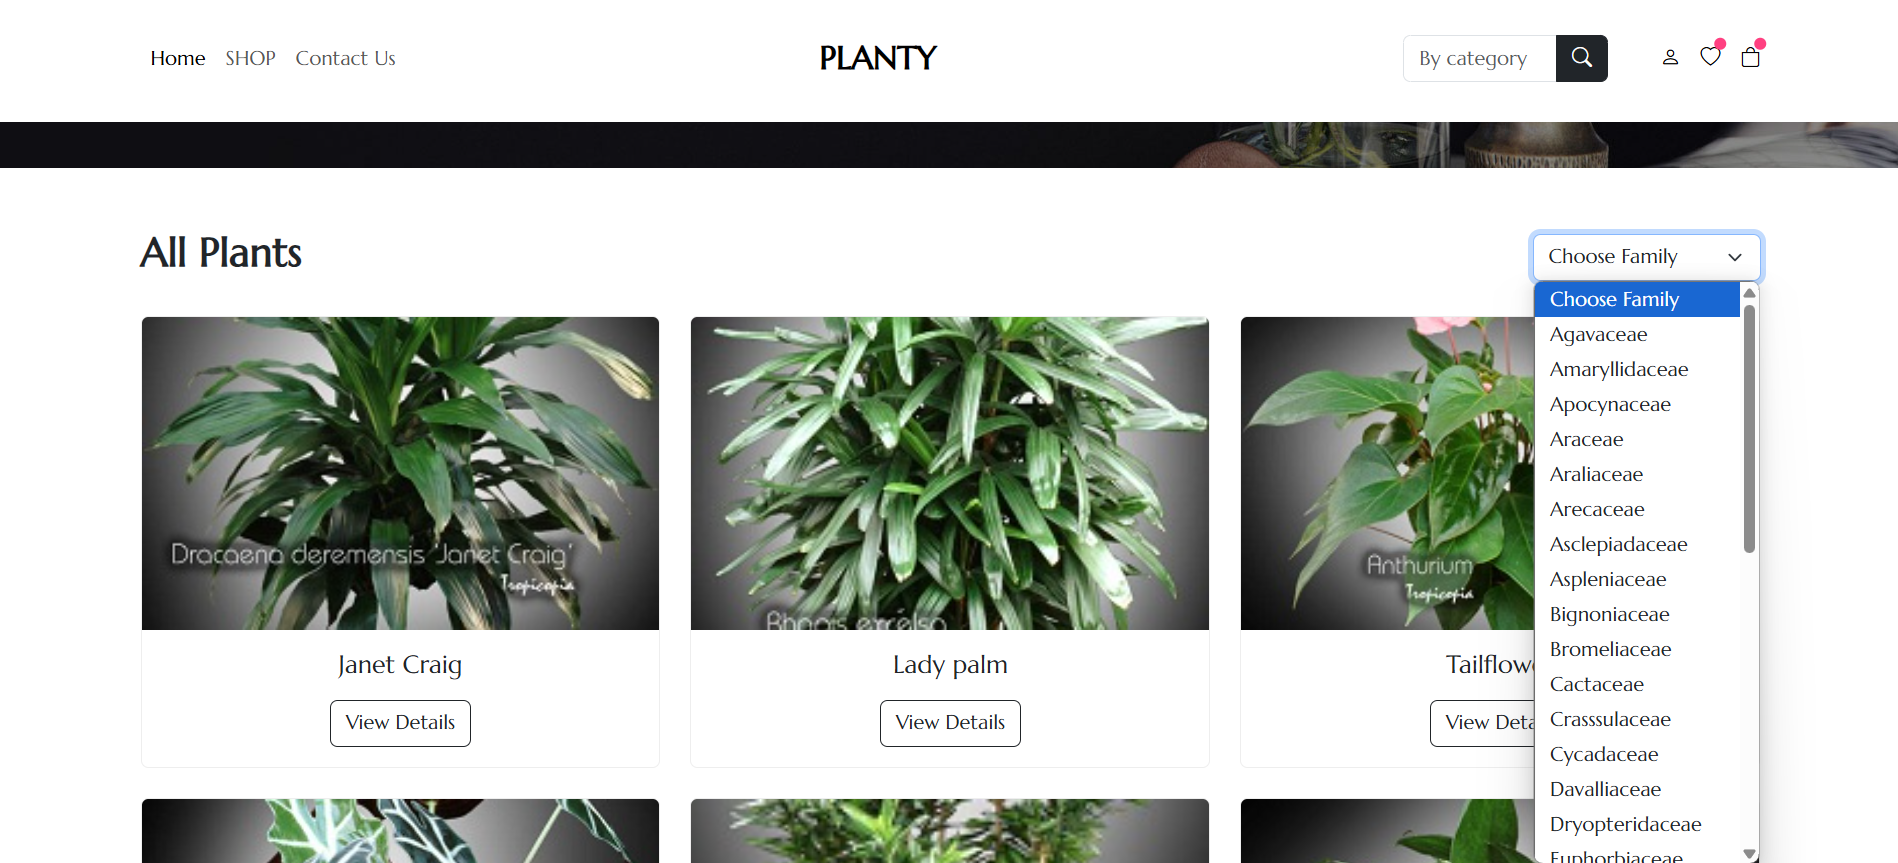 Home SHOP Contact Us
PLANTY
By category
All Plants
Choose Family
Choose Family
Agavaceae
Amaryllidaceae
Apocynaceae
Araceae
Araliaceae
Arecaceae
Asclepiadaceae
Aspleniaceae
Bignoniaceae
Bromeliaceae
Cactaceae
Crasssulaceae
Cycadaceae
Davalliaceae
Dryopteridaceae
Euphorbiaceae
Dracaena deremensis 'Janet Craig'
Tropicopia
Rhapis excelsa
Anthurium
Tropicopia
Janet Craig
View Details
Lady palm
View Details
Tailflow
View Deta